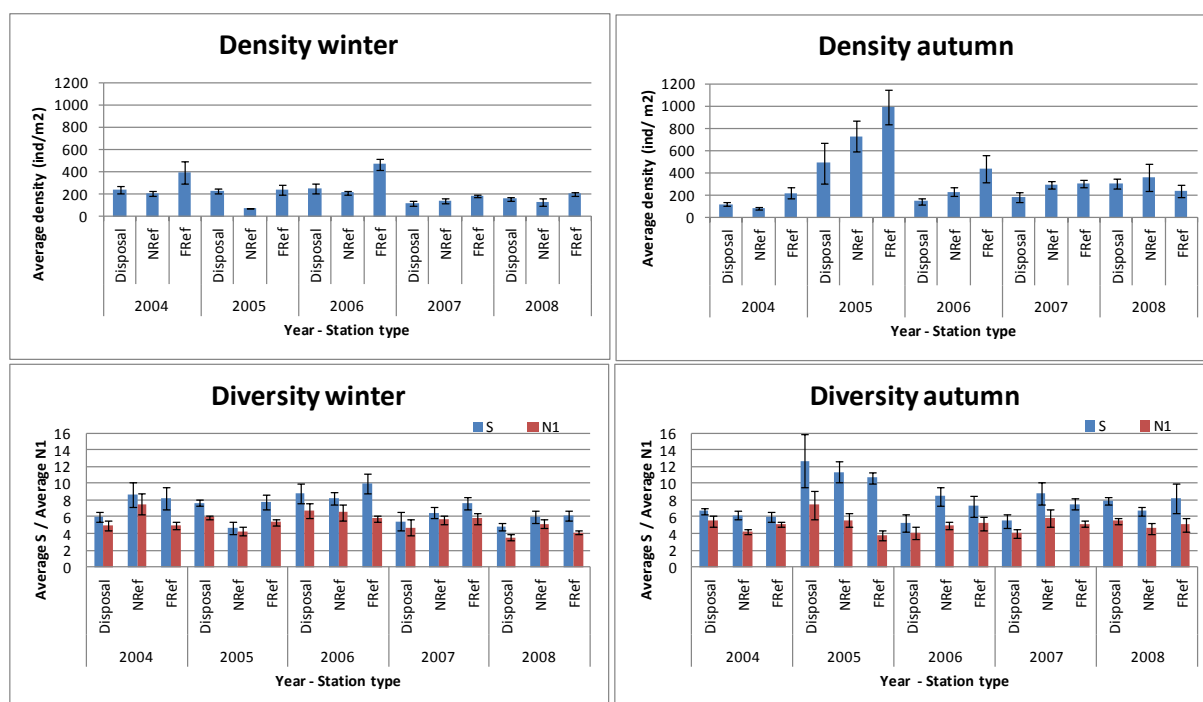 Density winter
Average density (ind/ m2)
1200
1000
800
600
400
200
0
Disposal NRef FRef Disposal NRef FRef Disposal NRef FRef Disposal NRef FRef Disposal NRef FRef
2004 2005 2006 2007 2008
Year - Station type
Density autumn
Average density (ind/ m2)
1200
1000
800
600
400
200
0
Disposal NRef FRef Disposal NRef FRef Disposal NRef FRef Disposal NRef FRef Disposal NRef FRef
2004 2005 2006 2007 2008
Year - Station type
Diversity winter
S N1
Average S / Average N1
16
14
12
10
8
6
4
2
0
Disposal NRef FRef Disposal NRef FRef Disposal NRef FRef Disposal NRef FRef Disposal NRef FRef
2004 2005 2006 2007 2008
Year - Station type
Diversity autumn
S N1
Average S / Average N1
16
14
12
10
8
6
4
2
0
Disposal NRef FRef Disposal NRef FRef Disposal NRef FRef Disposal NRef FRef Disposal NRef FRef
2004 2005 2006 2007 2008
Year - Station type